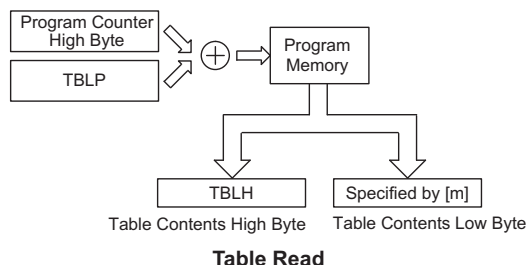 Program Counter
High Byte
TBLP
Program
Memory
TBLH
Specified by [m]
Table Contents High Byte
Table Contents Low Byte
Table Read